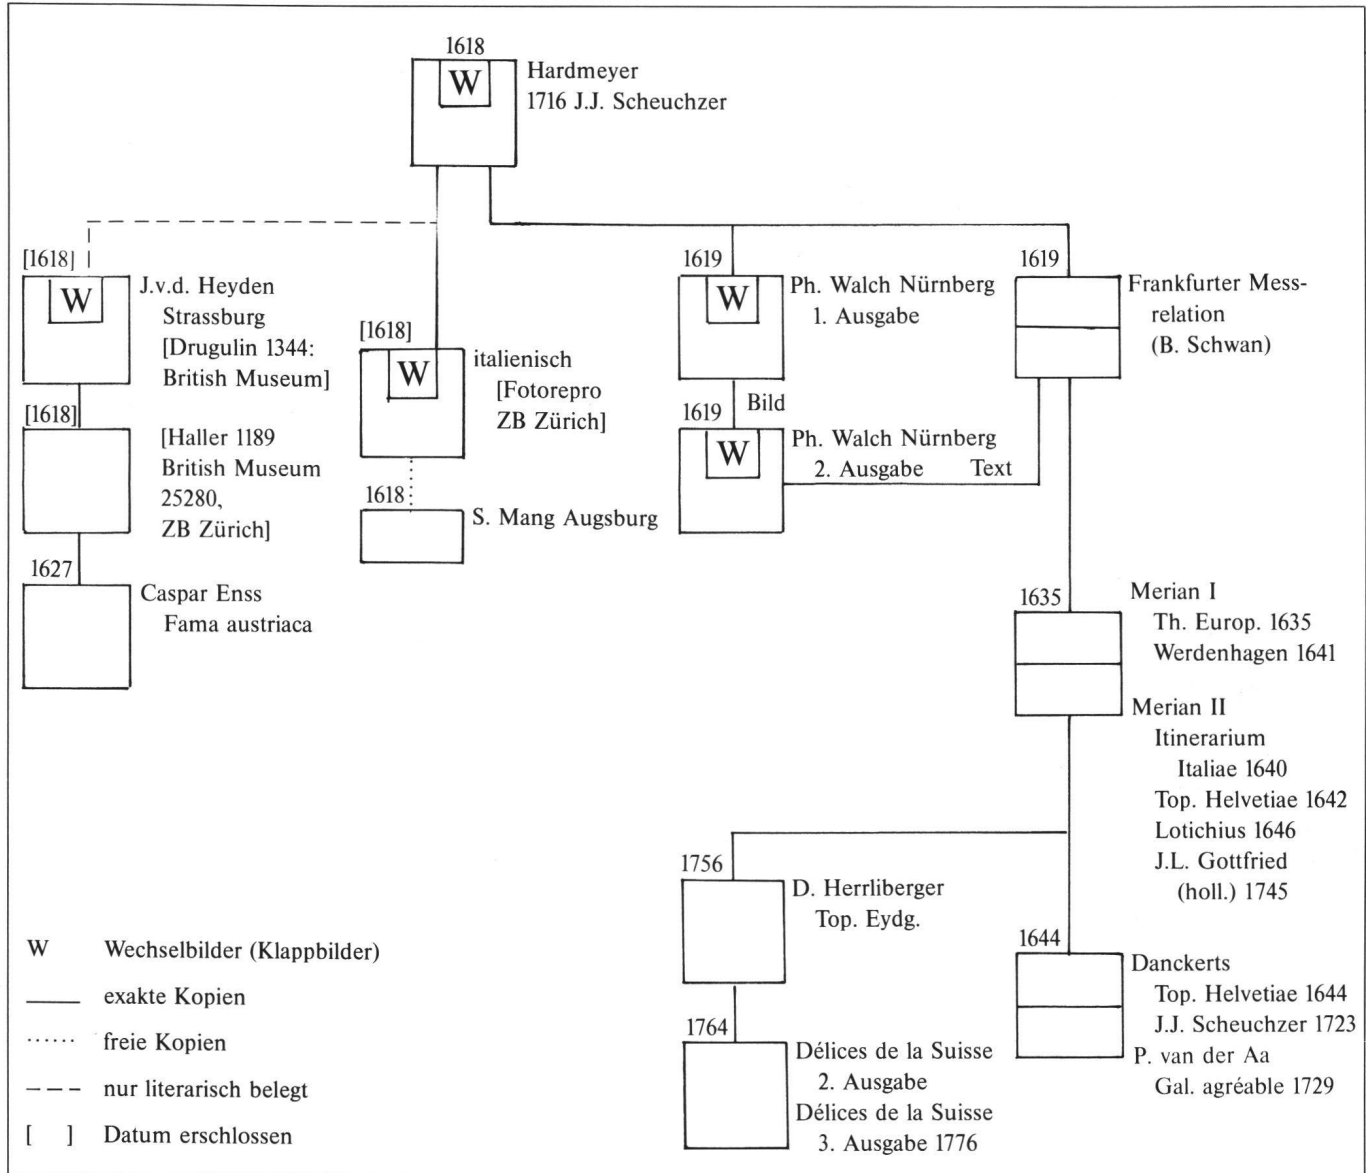 1618
W
Hardmeyer
1716 J.J. Scheuchzer
[1618]
W
J.v.d. Heyden
Strassburg
[Drugulin 1344:
British Museum]
[1618]
[Haller 1189
British Museum
25280,
ZB Zürich]
1627
Caspar Enss
Fama austriaca
[1618]
W
italienisch
[Fotorepro
ZB Zürich]
1618
S. Mang Augsburg
1619
W
Ph. Walch Nürnberg
1. Ausgabe
Bild
1619
W
Ph. Walch Nürnberg
2. Ausgabe Text
1619
Frankfurter Mess-
relation
(B. Schwan)
1635
Merian I
Th. Europ. 1635
Werdenhagen 1641
Merian II
Itinerarium
Italiae 1640
Top. Helvetiae 1642
Lotichius 1646
J.L. Gottfried
(holl.) 1745
1756
D. Herrliberger
Top. Eydg.
1764
Délices de la Suisse
2. Ausgabe
Délices de la Suisse
3. Ausgabe 1776
1644
Danckerts
Top. Helvetiae 1644
J.J. Scheuchzer 1723
P. van der Aa
Gal. agréable 1729
W Wechselbilder (Klappbilder)
exakte Kopien
...... freie Kopien
--- nur literarisch belegt
[ ] Datum erschlossen